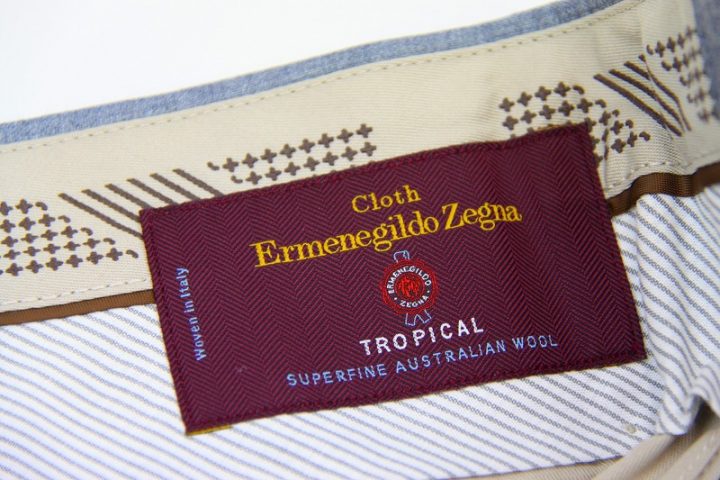 Cloth
Ermenegildo Zegna
ERMENEGILDO
ZEGNA
TROPICAL
SUPERFINE AUSTRALIAN WOOL
Woven in Italy